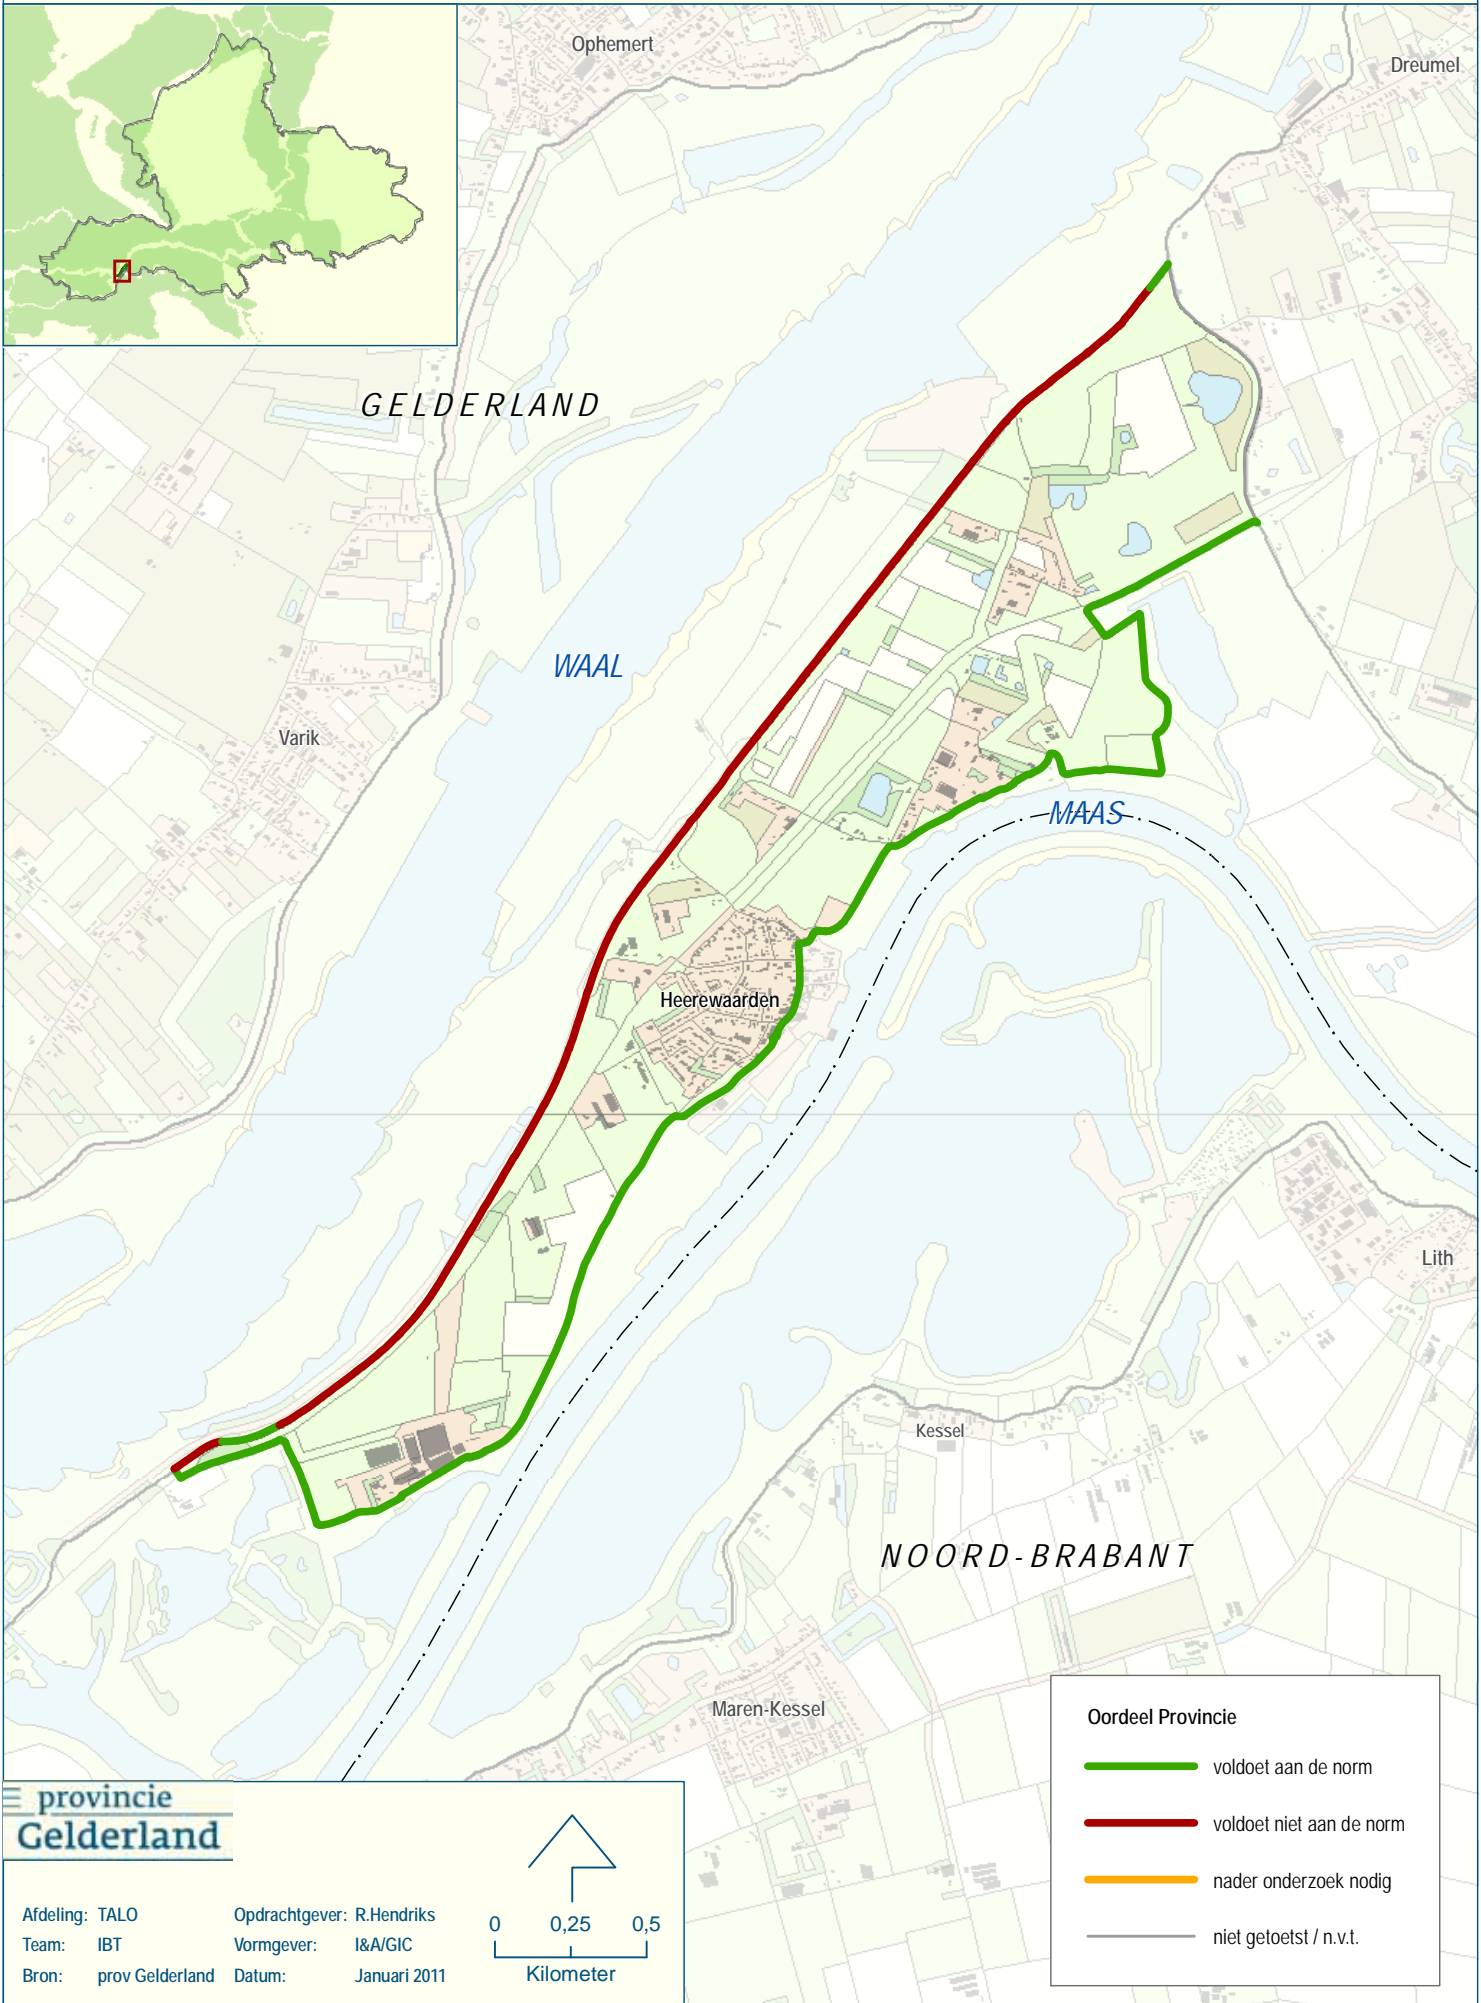 Ophemert
Dreumel
GELDERLAND
WAAL
Varik
MAAS
Heerewaarden
Lith
Kessel
NOORD-BRABANT
Maren-Kessel
Oordeel Provincie
voldoet aan de norm
voldoet niet aan de norm
nader onderzoek nodig
niet getoetst / n.v.t.
provincie
Gelderland
Afdeling: TALO Opdrachtgever: R.Hendriks
Team: IBT Vormgever: I&A/GIC
Bron: prov Gelderland Datum: Januari 2011
0 0,25 0,5
Kilometer